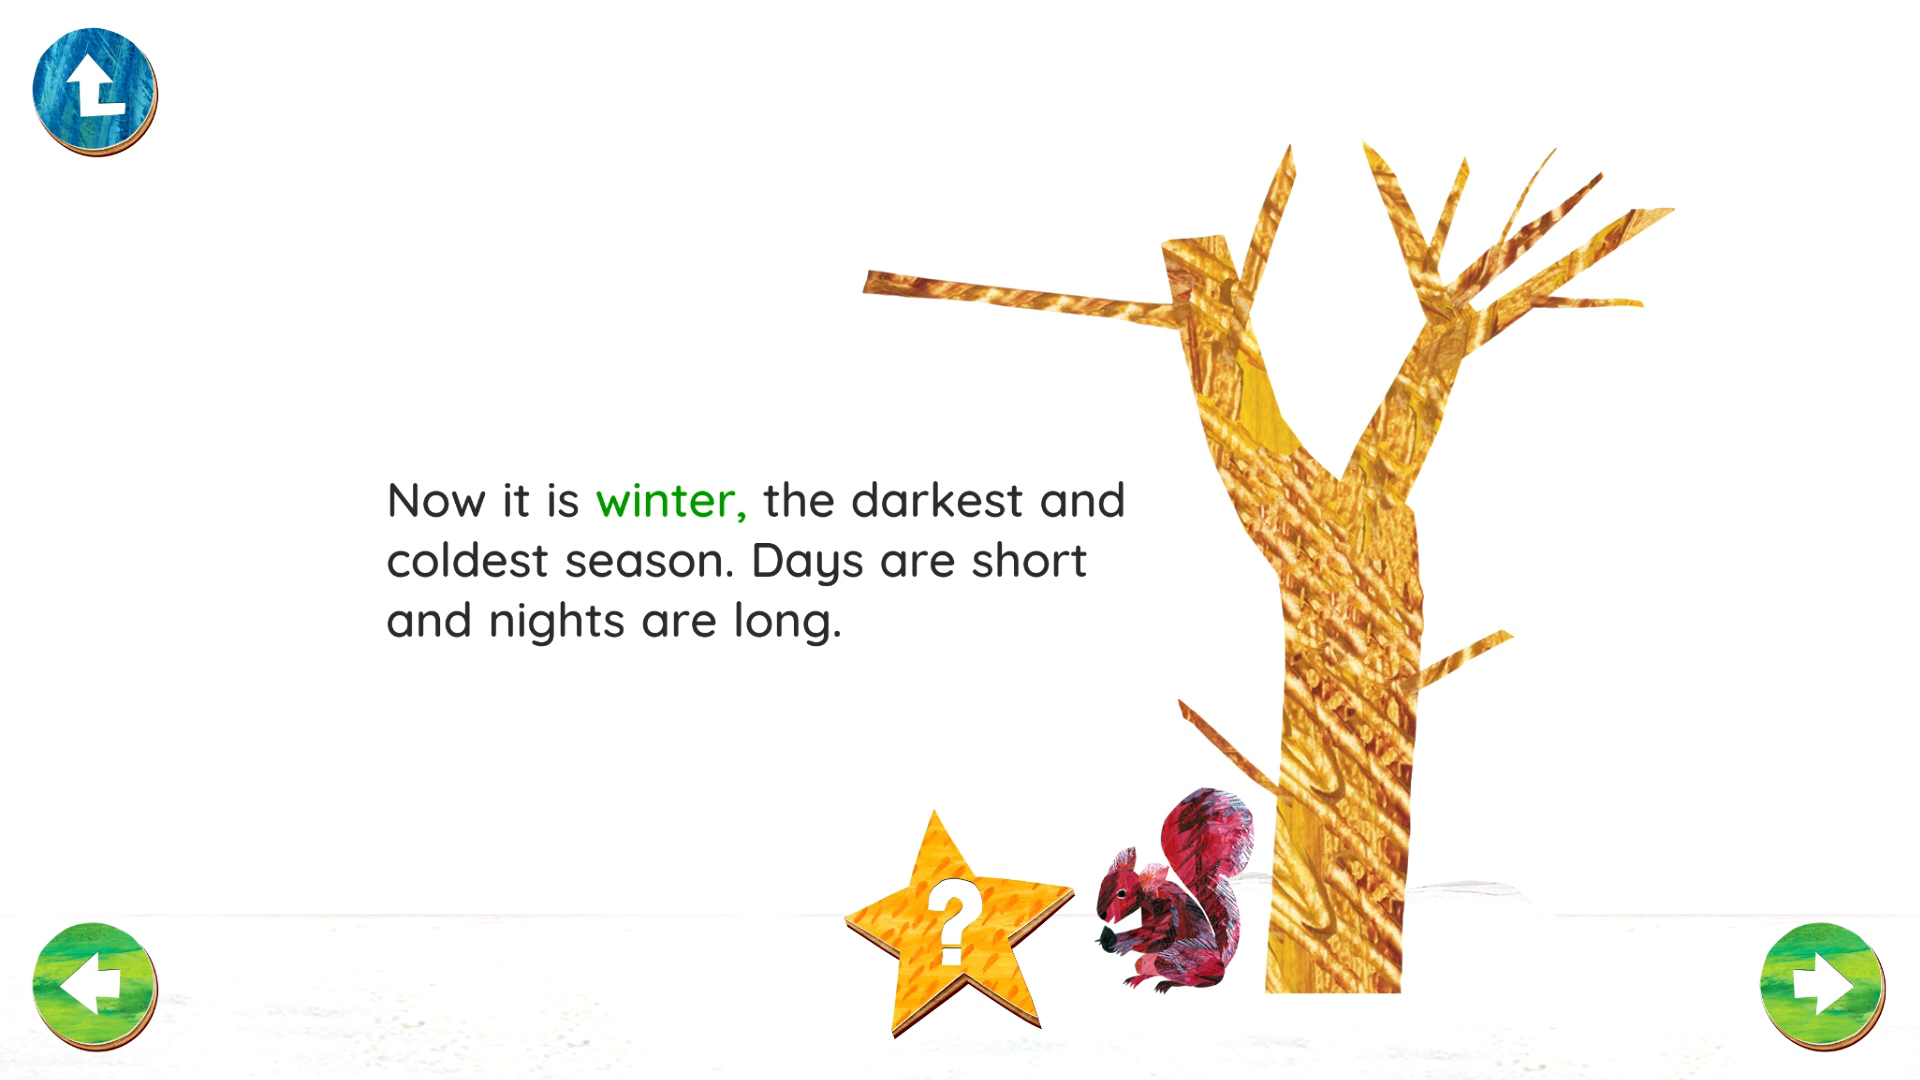 Now it is winter, the darkest and
coldest season. Days are short
and nights are long.
?